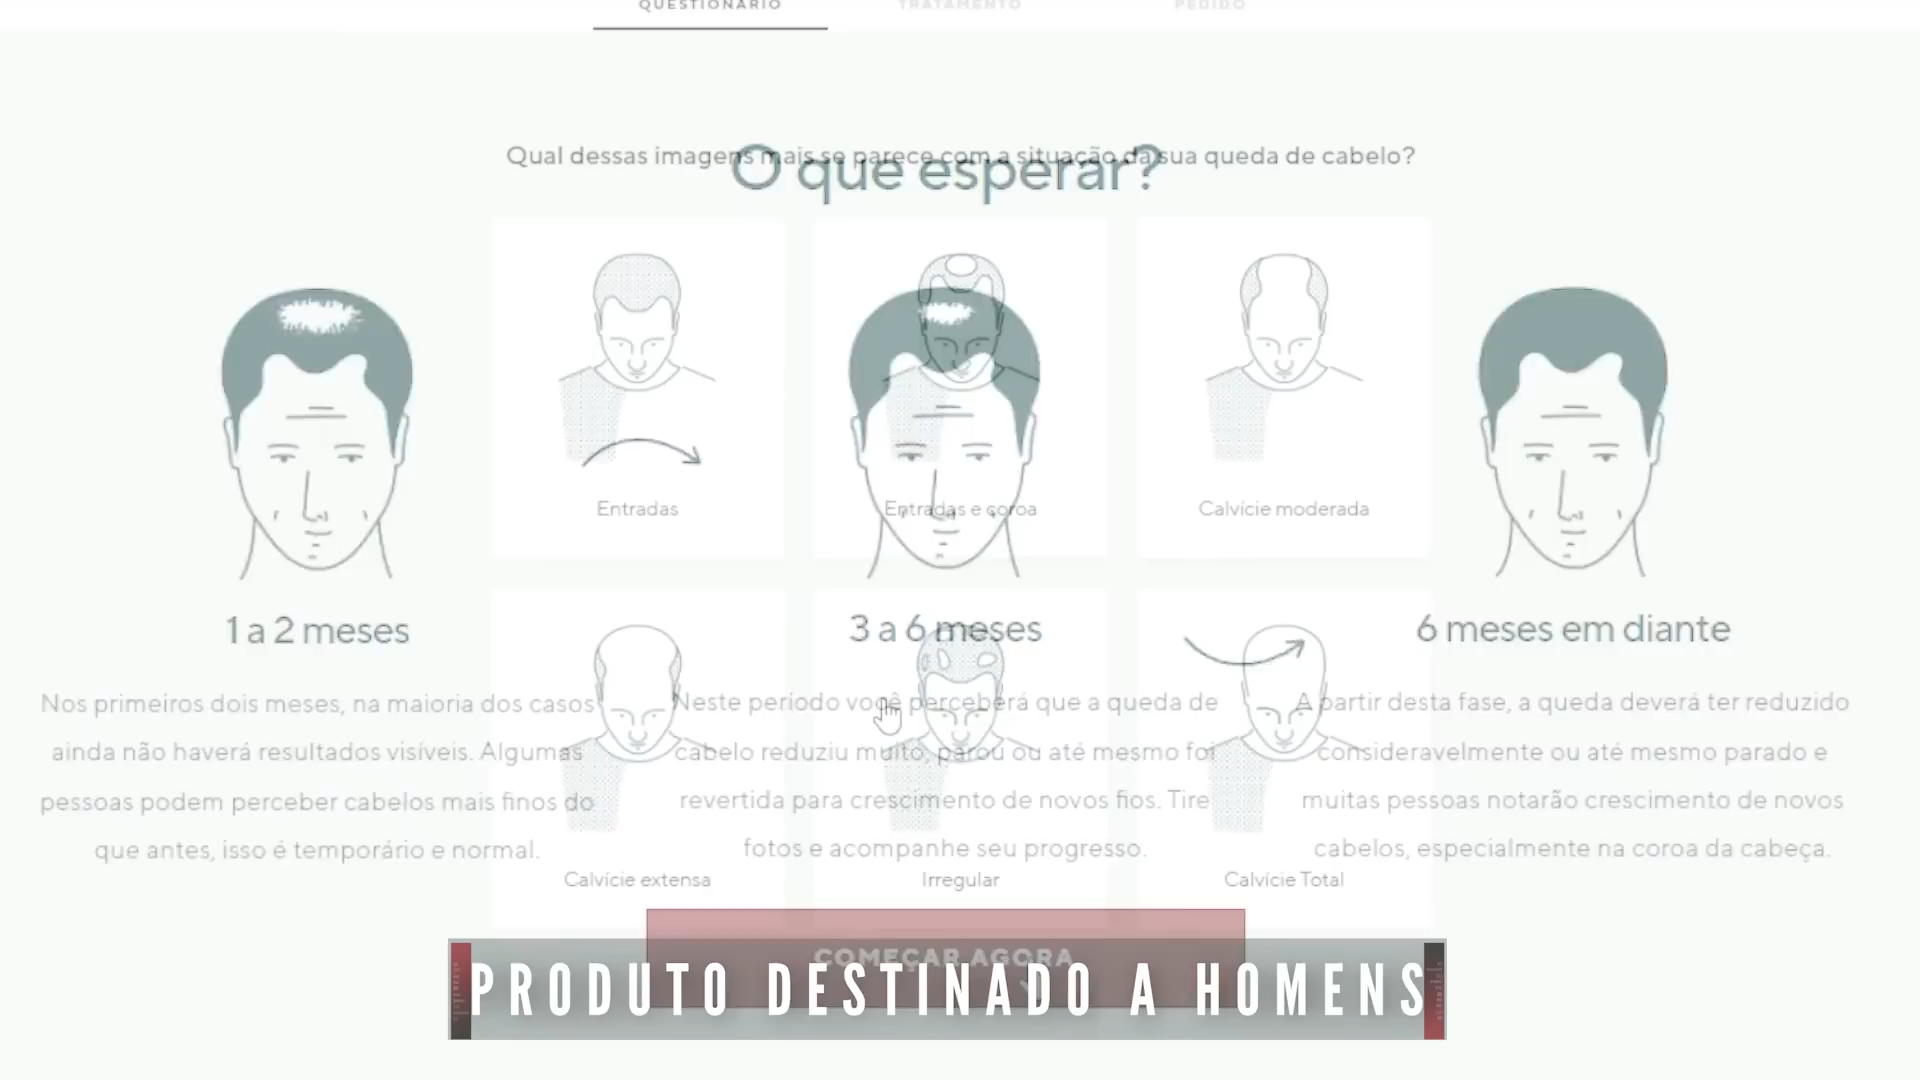 QUESTIONÁRIO
TRATAMENTO
PEDIDO
Qual dessas imagens mais se parece com a situação da sua queda de cabelo?
O que esperar?
Entradas
Entradas e coroa
Calvície moderada
1 a 2 meses
Nos primeiros dois meses, na maioria dos casos
ainda não haverá resultados visíveis. Algumas
pessoas podem perceber cabelos mais finos do
que antes, isso é temporário e normal.
3 a 6 meses
Neste período você perceberá que a queda de
cabelo reduziu muito, parou ou até mesmo foi
revertida para crescimento de novos fios. Tire
fotos e acompanhe seu progresso.
6 meses em diante
A partir desta fase, a queda deverá ter reduzido
consideravelmente ou até mesmo parado e
muitas pessoas notarão crescimento de novos
cabelos, especialmente na coroa da cabeça.
Calvície extensa
Irregular
Calvície Total
COMEÇAR AGORA
PRODUTO DESTINADO A HOMENS